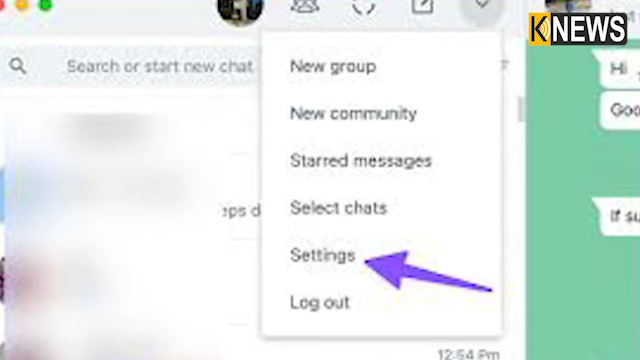 KNEWS
Search or start new chat
New group
New community
Starred messages
Select chats
Settings
Log out
12:54 Pm
Hi
If